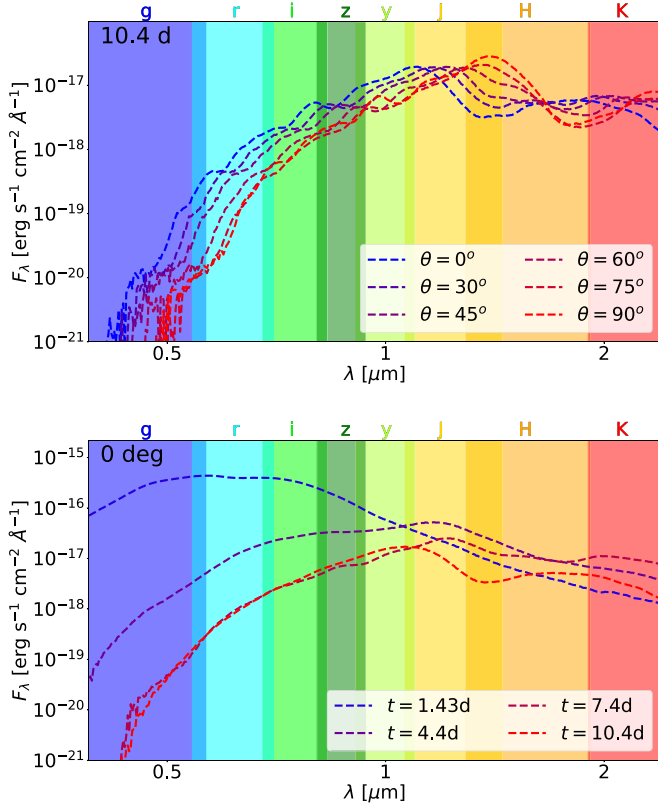 g r i z y J H K
10.4 d
10⁻¹⁷
10⁻¹⁸
10⁻¹⁹
10⁻²⁰
10⁻²¹
F_λ [erg s⁻¹ cm⁻² Å⁻¹]
θ = 0° θ = 60°
θ = 30° θ = 75°
θ = 45° θ = 90°
0.5 1 2
λ [μm]
g r i z y J H K
0 deg
10⁻¹⁵
10⁻¹⁶
10⁻¹⁷
10⁻¹⁸
10⁻¹⁹
10⁻²⁰
10⁻²¹
F_λ [erg s⁻¹ cm⁻² Å⁻¹]
t = 1.43d t = 7.4d
t = 4.4d t = 10.4d
0.5 1 2
λ [μm]